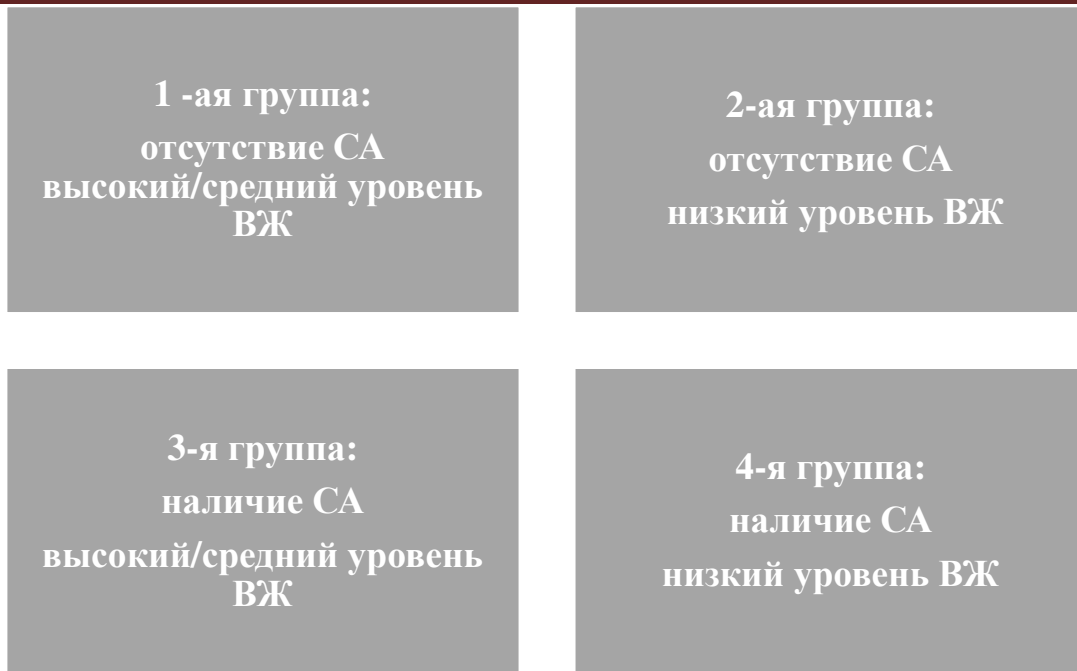 1 -ая группа:
отсутствие СА
высокий/средний уровень
ВЖ
2-ая группа:
отсутствие СА
низкий уровень ВЖ
3-я группа:
наличие СА
высокий/средний уровень
ВЖ
4-я группа:
наличие СА
низкий уровень ВЖ